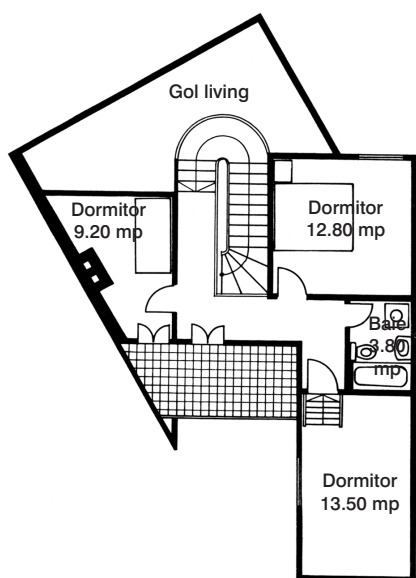 Gol living
Dormitor
9.20 mp
Dormitor
12.80 mp
Baie
3.80
mp
Dormitor
13.50 mp